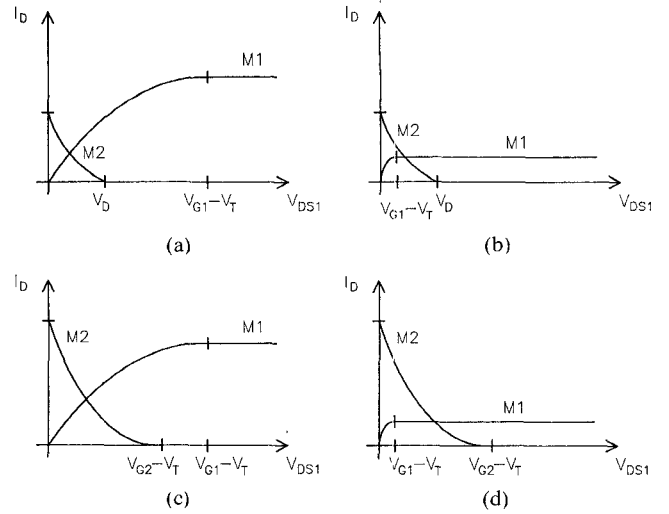 I_D
M1
M2
V_D
V_G1−V_T
V_DS1
(a)
I_D
M2
M1
V_G1−V_T
V_D
V_DS1
(b)
I_D
M2
M1
V_G2−V_T
V_G1−V_T
V_DS1
(c)
I_D
M2
M1
V_G1−V_T
V_G2−V_T
V_DS1
(d)